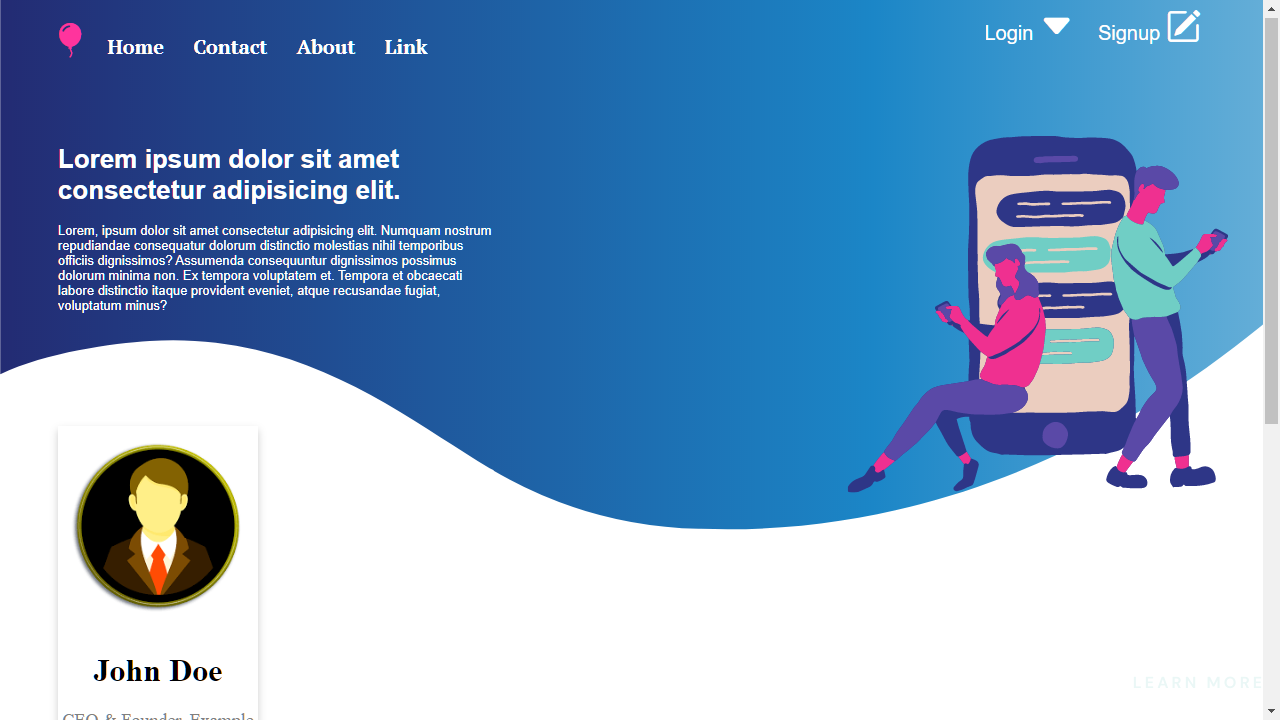 Home Contact About Link Login Signup
Lorem ipsum dolor sit amet
consectetur adipisicing elit.
Lorem, ipsum dolor sit amet consectetur adipisicing elit. Numquam nostrum
repudiandae consequatur dolorum distinctio molestias nihil temporibus
officiis dignissimos? Assumenda consequuntur dignissimos possimus
dolorum minima non. Ex tempora voluptatem et. Tempora et obcaecati
labore distinctio itaque provident eveniet, atque recusandae fugiat,
voluptatum minus?
John Doe
LEARN MORE
CEO & Founder, Example